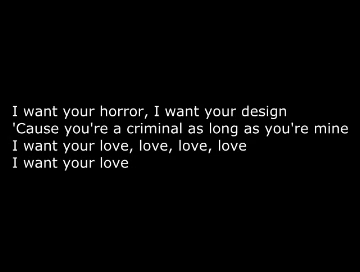 I want your horror, I want your design
'Cause you're a criminal as long as you're mine
I want your love, love, love, love
I want your love